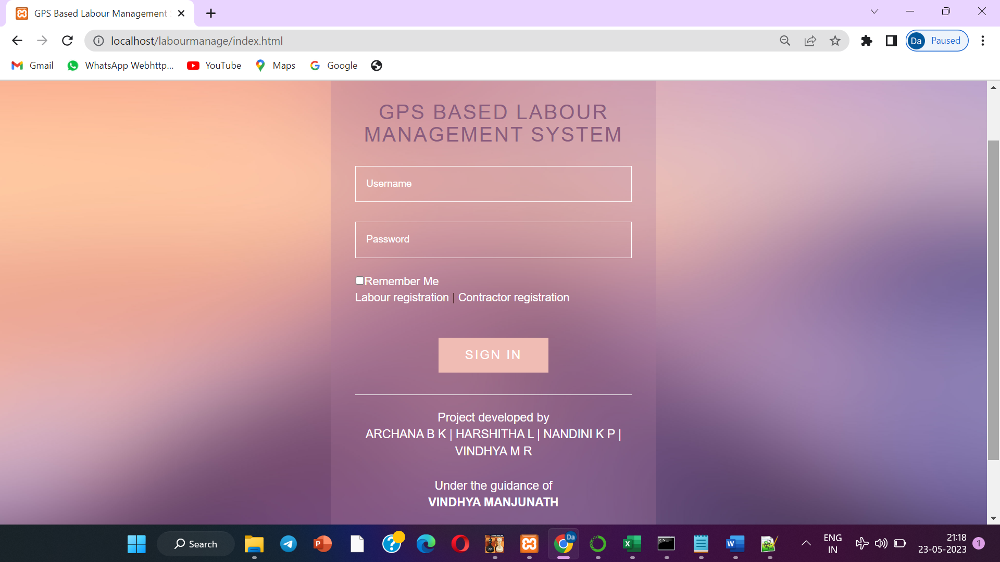 GPS Based Labour Management
localhost/labourmanage/index.html
Da Paused
Gmail WhatsApp Webhttp... YouTube Maps Google
GPS BASED LABOUR
MANAGEMENT SYSTEM
Username
Password
Remember Me
Labour registration | Contractor registration
SIGN IN
Project developed by
ARCHANA B K | HARSHITHA L | NANDINI K P |
VINDHYA M R
Under the guidance of
VINDHYA MANJUNATH
Search
Da
ENG
IN
21:18
23-05-2023
1